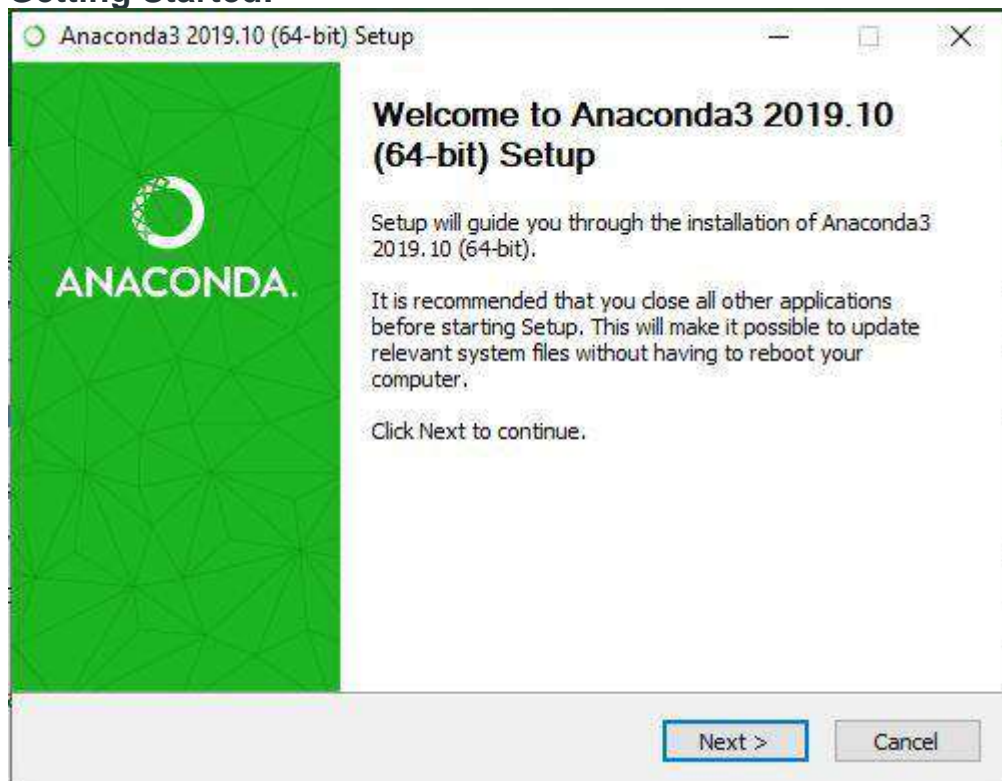 Getting Started:
Anaconda3 2019.10 (64-bit) Setup
Welcome to Anaconda3 2019.10
(64-bit) Setup
Setup will guide you through the installation of Anaconda3
2019.10 (64-bit).
It is recommended that you close all other applications
before starting Setup. This will make it possible to update
relevant system files without having to reboot your
computer.
Click Next to continue.
ANACONDA.
Next >
Cancel